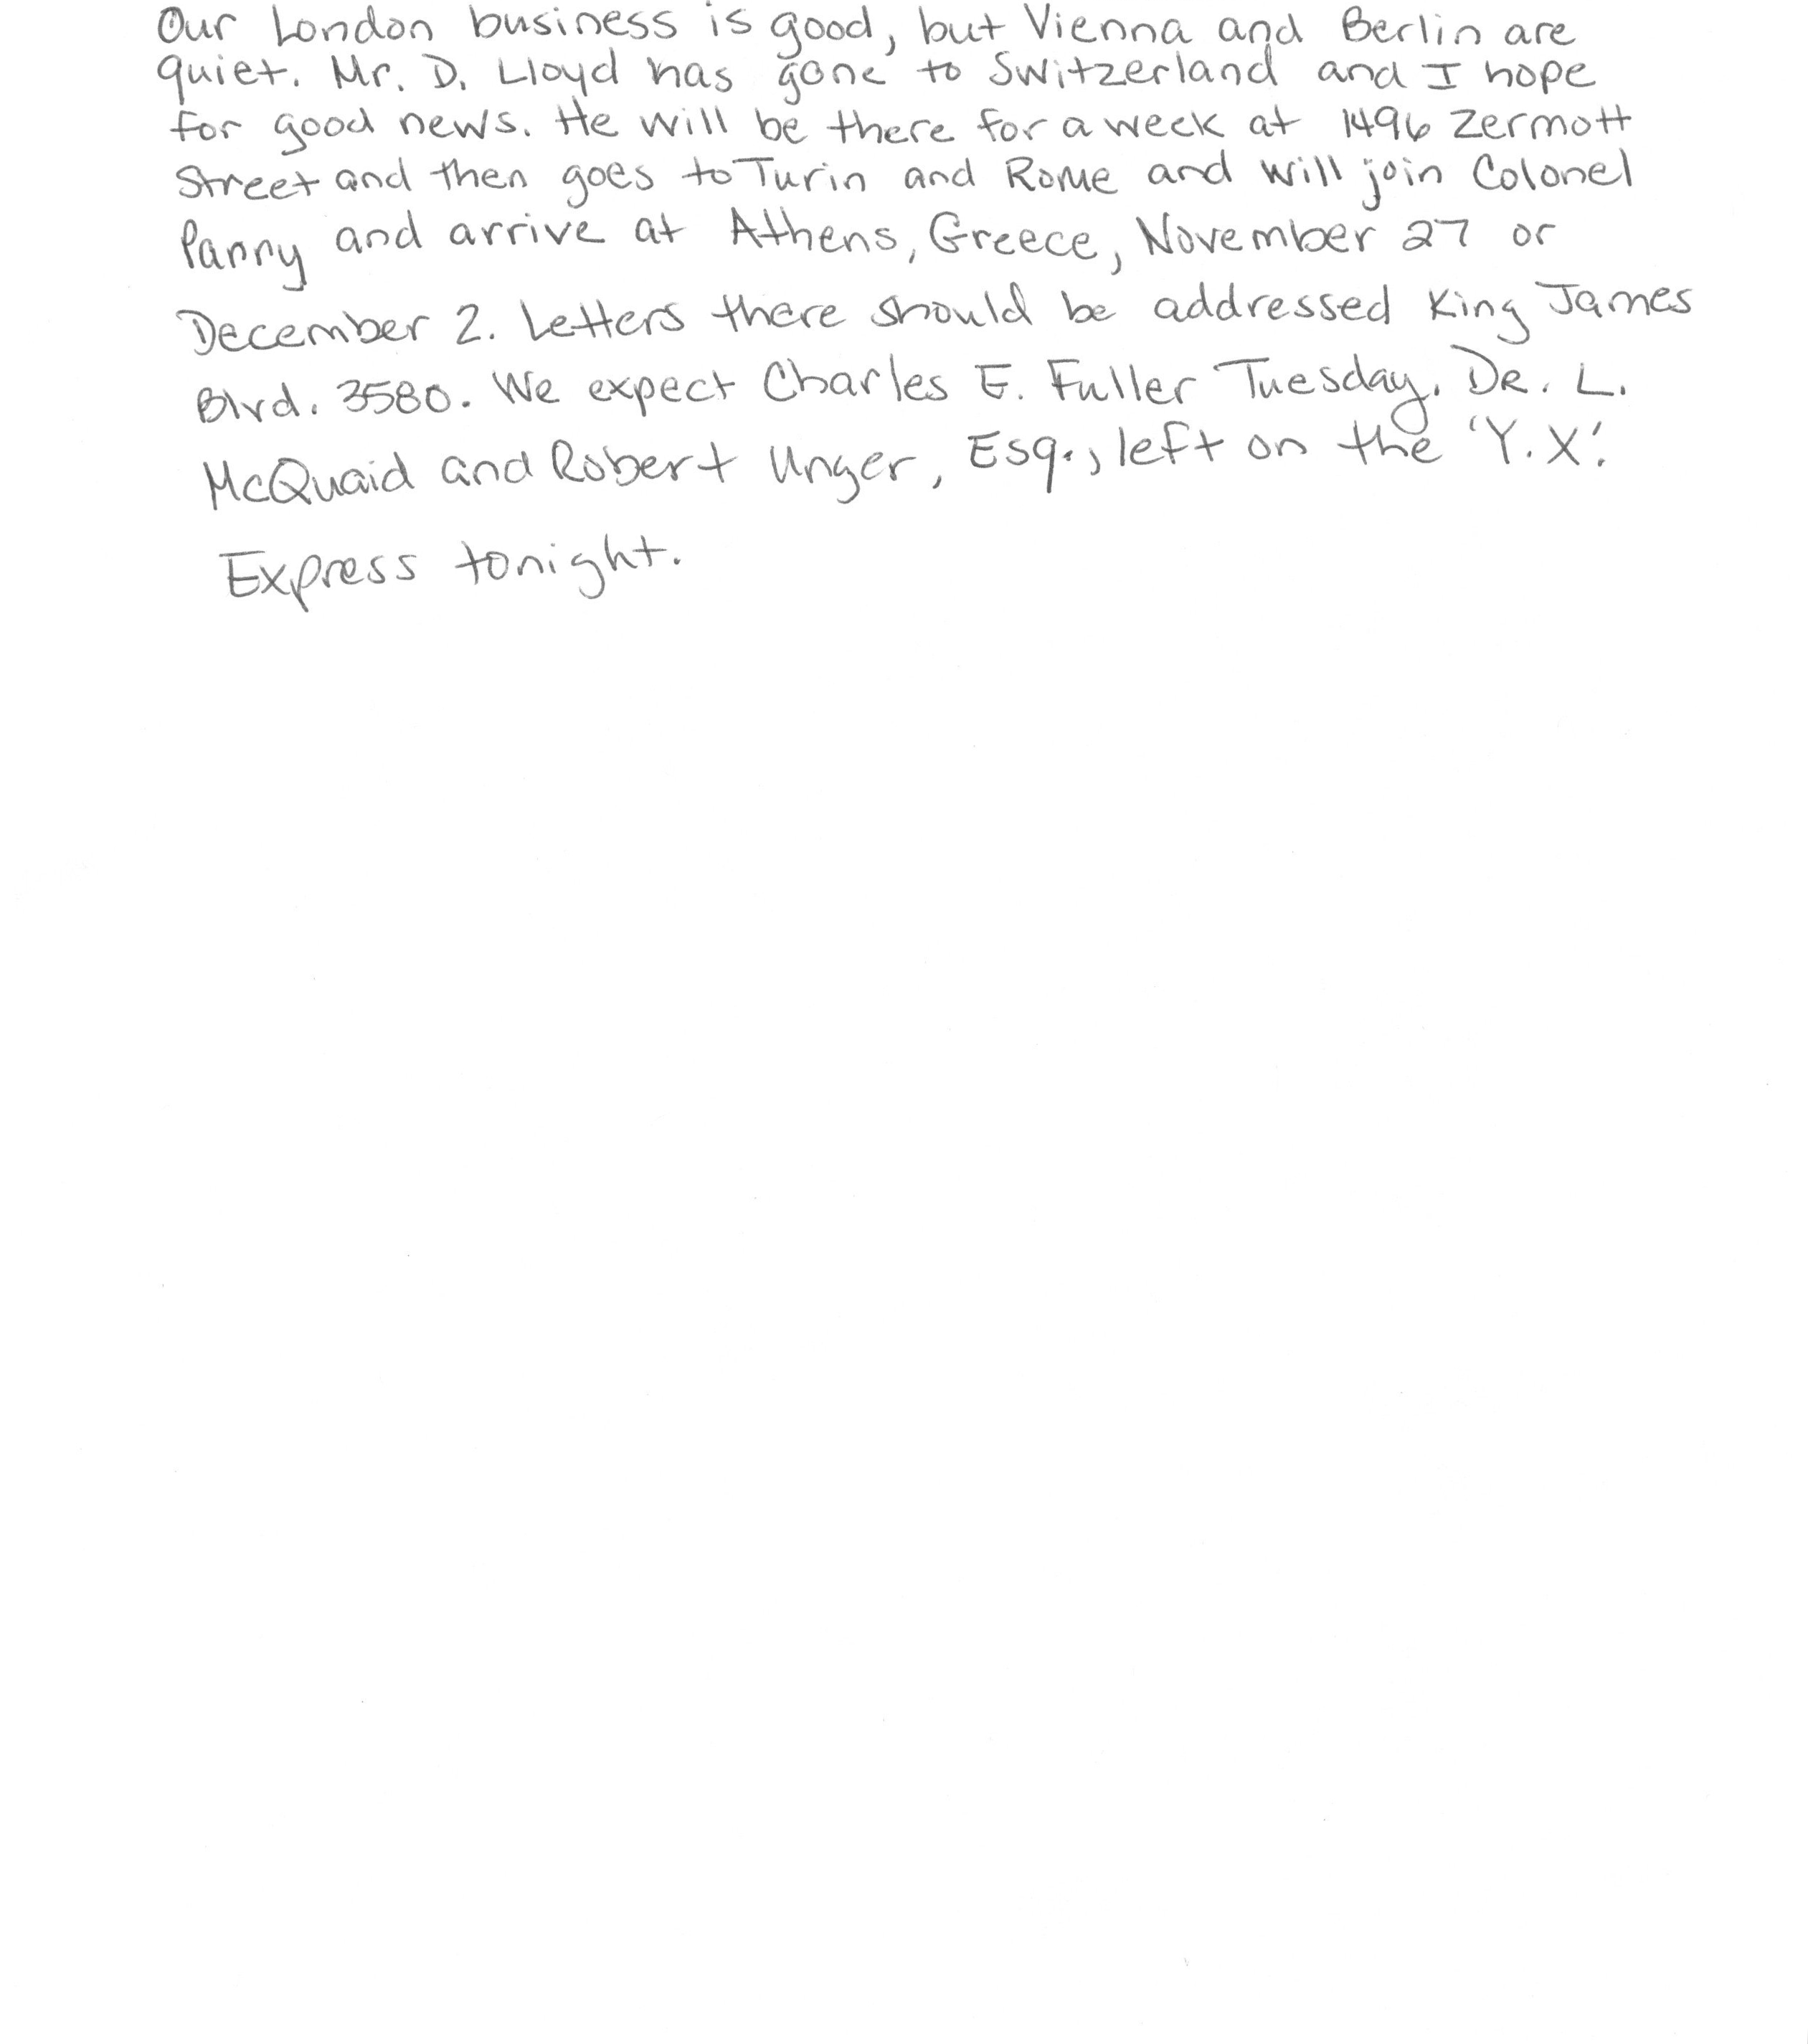 Our London business is good, but Vienna and Berlin are
quiet. Mr. D. Lloyd has gone to Switzerland and I hope
for good news. He will be there for a week at 1496 Zermott
Street and then goes to Turin and Rome and will join Colonel
Panny and arrive at Athens, Greece, November 27 or
December 2. Letters there should be addressed King James
Blvd. 3580. We expect Charles E. Fuller Tuesday. DR. L.
McQuaid and Robert Unger, Esq., left on the 'Y.X.'
Express tonight.